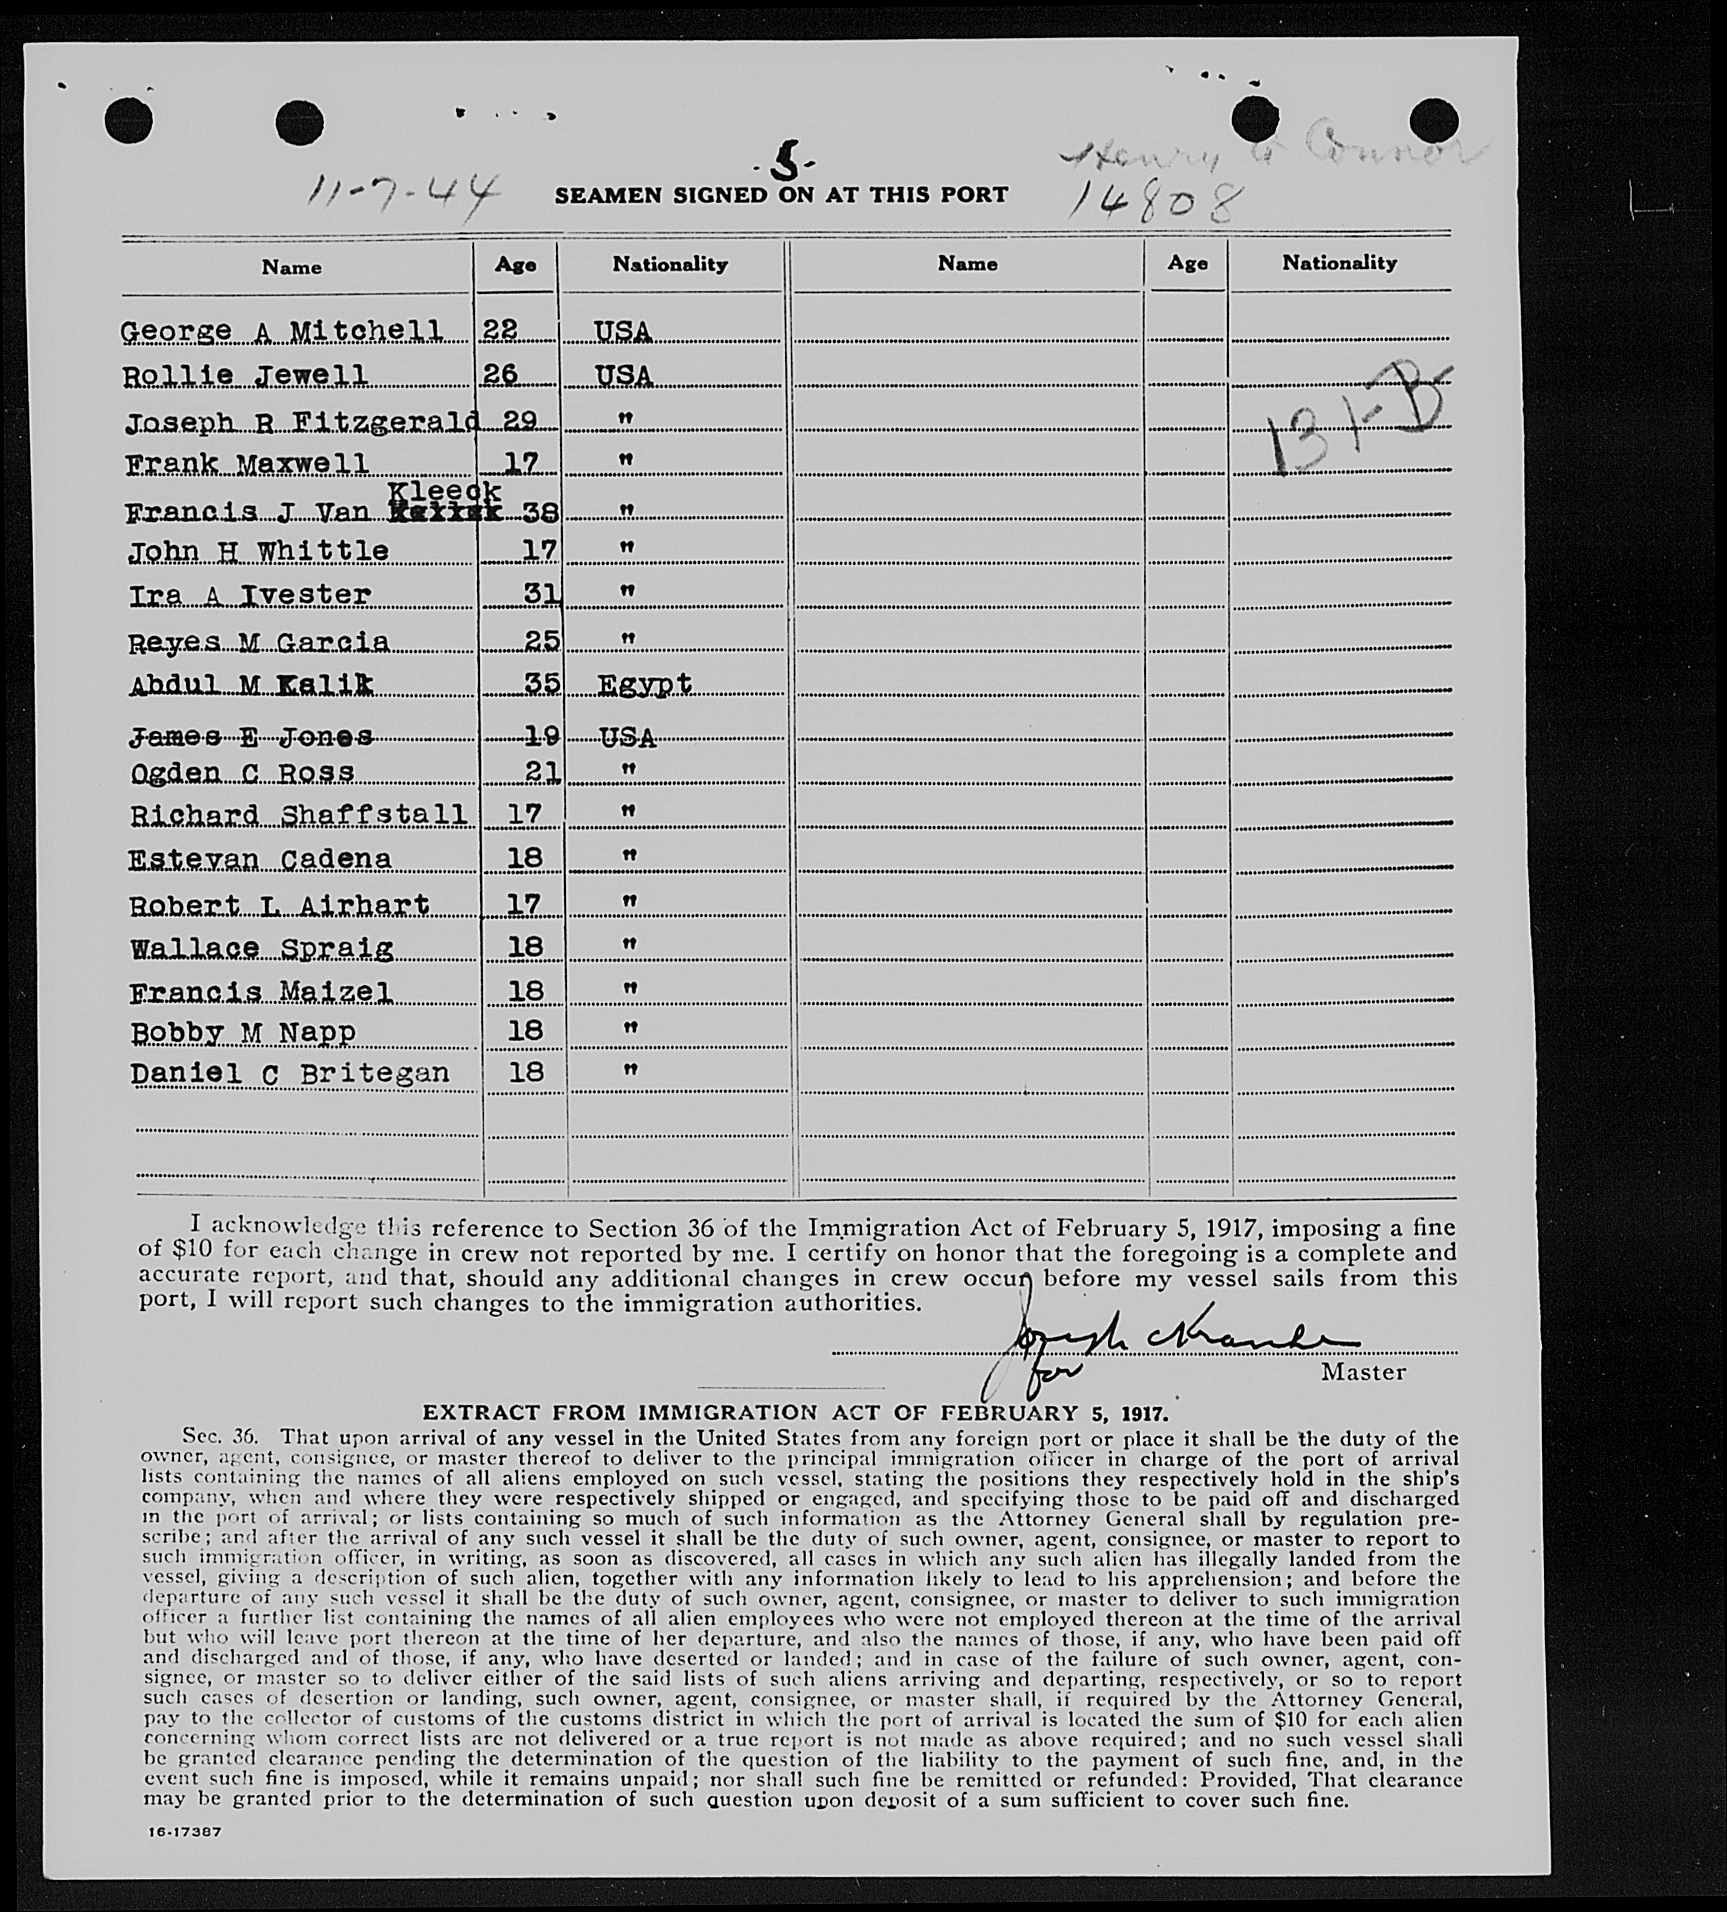 -5-
Henry G Connor
11-7-44 SEAMEN SIGNED ON AT THIS PORT 14808
Name Age Nationality Name Age Nationality
George A Mitchell 22 USA
Rollie Jewell 26 USA
131-B
Joseph R Fitzgerald 29 "
Frank Maxwell 17 "
Kleeck
Francis J Van 38 "
John H Whittle 17 "
Ira A Ivester 31 "
Reyes M Garcia 25 "
Abdul M Kalik 35 Egypt
James E Jones 19 USA
Ogden C Ross 21 "
Richard Shaffstall 17 "
Estevan Cadena 18 "
Robert L Airhart 17 "
Wallace Spraig 18 "
Francis Maizel 18 "
Bobby M Napp 18 "
Daniel C Britegan 18 "
I acknowledge this reference to Section 36 of the Immigration Act of February 5, 1917, imposing a fine
of $10 for each change in crew not reported by me. I certify on honor that the foregoing is a complete and
accurate report, and that, should any additional changes in crew occur before my vessel sails from this
port, I will report such changes to the immigration authorities.
Joseph
for Master
EXTRACT FROM IMMIGRATION ACT OF FEBRUARY 5, 1917.
Sec. 36. That upon arrival of any vessel in the United States from any foreign port or place it shall be the duty of the
owner, agent, consignee, or master thereof to deliver to the principal immigration officer in charge of the port of arrival
lists containing the names of all aliens employed on such vessel, stating the positions they respectively hold in the ship's
company, when and where they were respectively shipped or engaged, and specifying those to be paid off and discharged
in the port of arrival; or lists containing so much of such information as the Attorney General shall by regulation pre-
scribe; and after the arrival of any such vessel it shall be the duty of such owner, agent, consignee, or master to report to
such immigration officer, in writing, as soon as discovered, all cases in which any such alien has illegally landed from the
vessel, giving a description of such alien, together with any information likely to lead to his apprehension; and before the
departure of any such vessel it shall be the duty of such owner, agent, consignee, or master to deliver to such immigration
officer a further list containing the names of all alien employees who were not employed thereon at the time of the arrival
but who will leave port thereon at the time of her departure, and also the names of those, if any, who have been paid off
and discharged and of those, if any, who have deserted or landed; and in case of the failure of such owner, agent, con-
signee, or master so to deliver either of the said lists of such aliens arriving and departing, respectively, or so to report
such cases of desertion or landing, such owner, agent, consignee, or master shall, if required by the Attorney General,
pay to the collector of customs of the customs district in which the port of arrival is located the sum of $10 for each alien
concerning whom correct lists are not delivered or a true report is not made as above required; and no such vessel shall
be granted clearance pending the determination of the question of the liability to the payment of such fine, and, in the
event such fine is imposed, while it remains unpaid; nor shall such fine be remitted or refunded: Provided, That clearance
may be granted prior to the determination of such question upon deposit of a sum sufficient to cover such fine.
16-17387